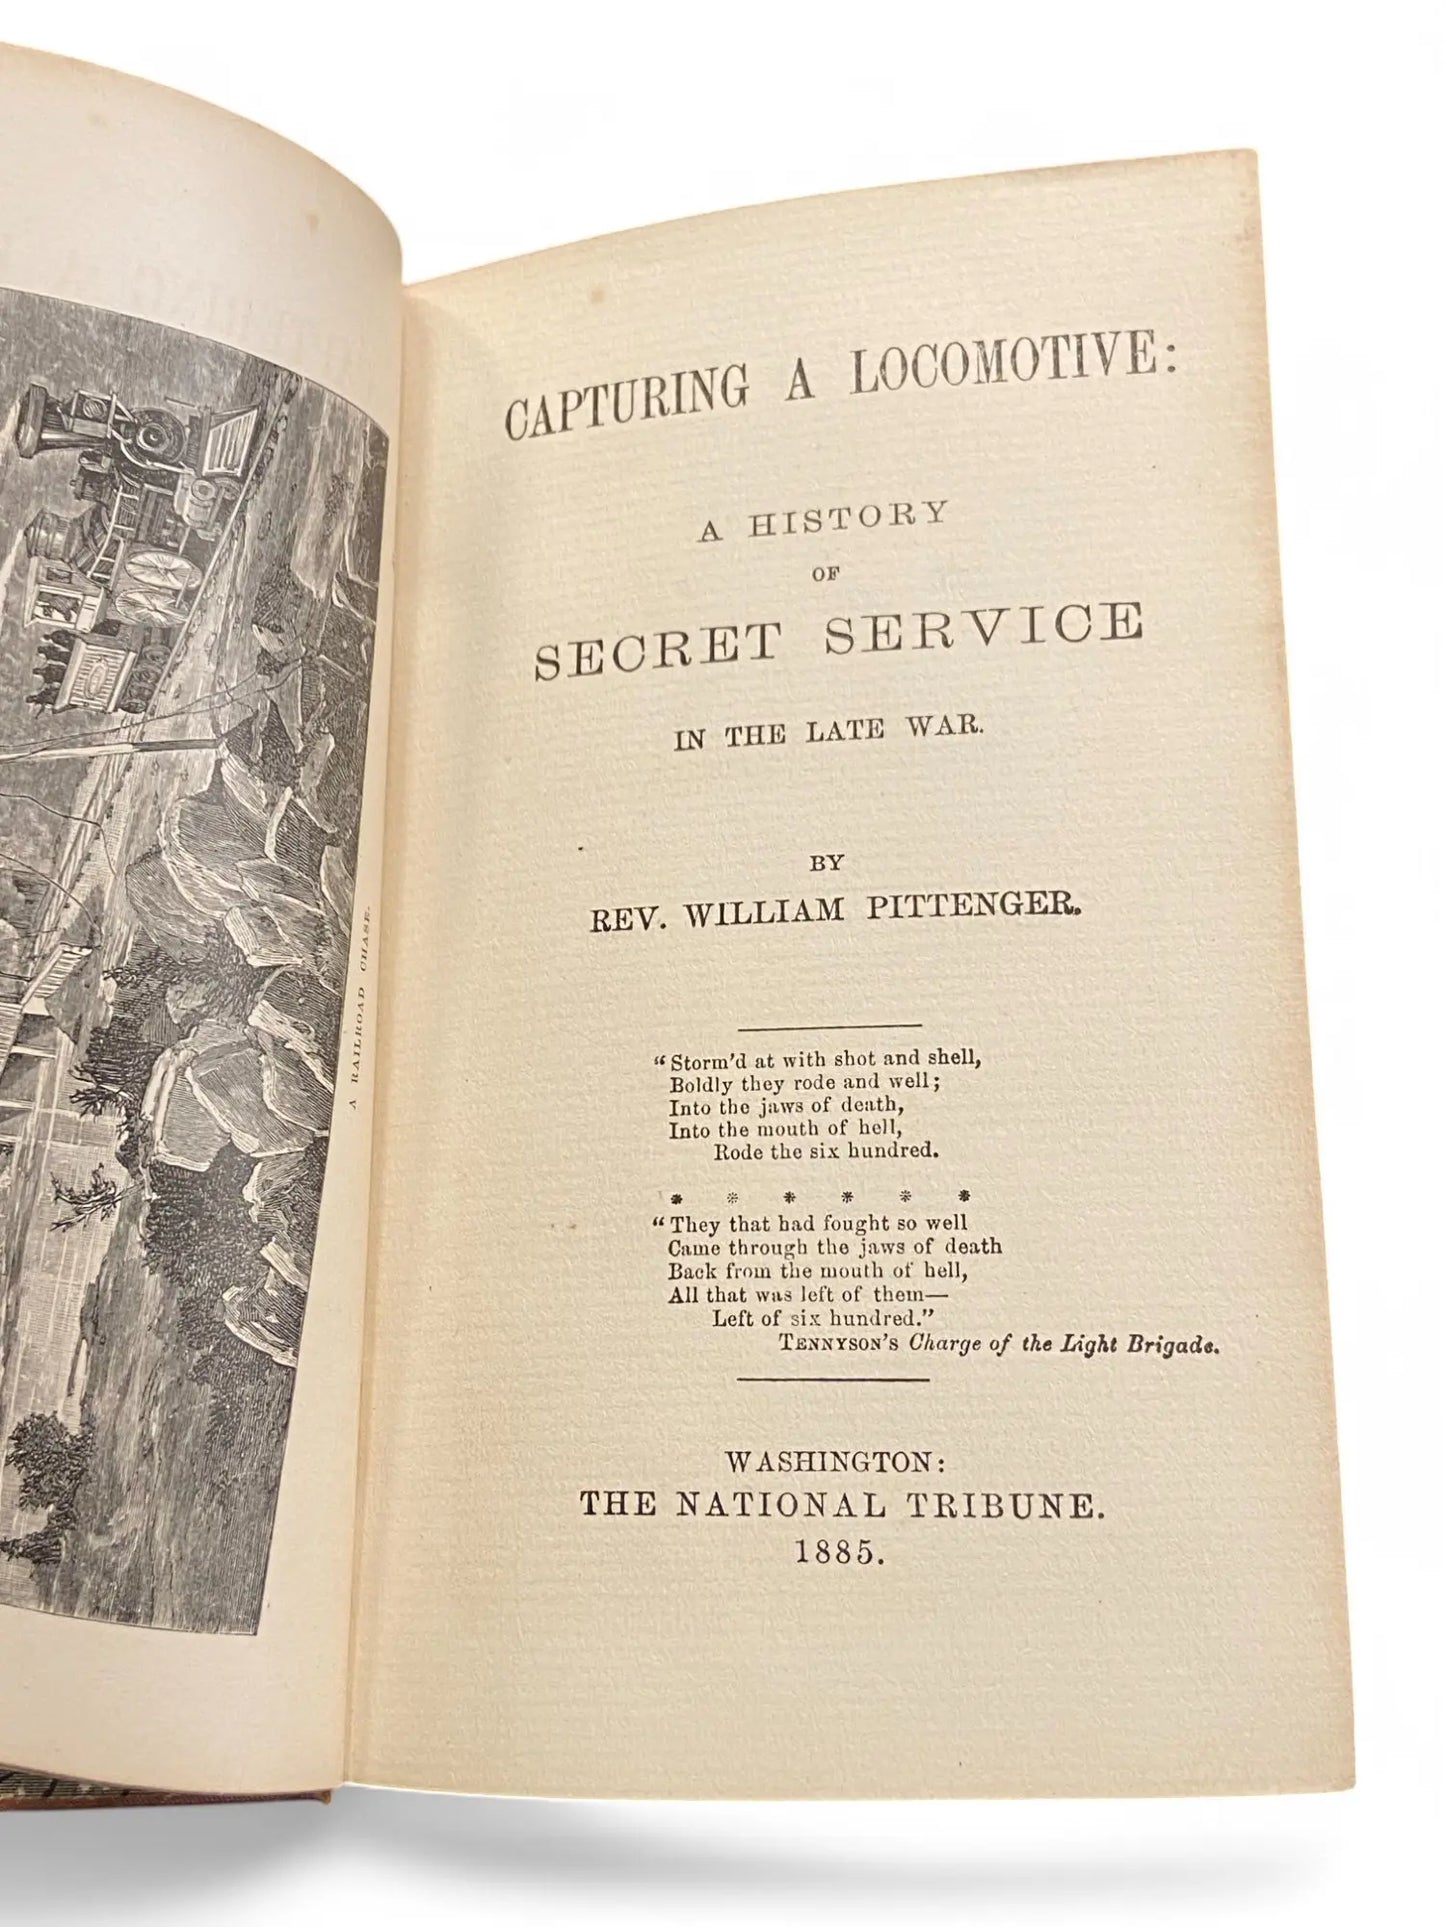 A RAILROAD CHASE.
CAPTURING A LOCOMOTIVE:
A HISTORY
OF
SECRET SERVICE
IN THE LATE WAR.
BY
REV. WILLIAM PITTENGER.
“Storm’d at with shot and shell,
Boldly they rode and well;
Into the jaws of death,
Into the mouth of hell,
Rode the six hundred.
* * * * * *
“They that had fought so well
Came through the jaws of death
Back from the mouth of hell,
All that was left of them—
Left of six hundred.”
TENNYSON’S Charge of the Light Brigade.
WASHINGTON:
THE NATIONAL TRIBUNE.
1885.